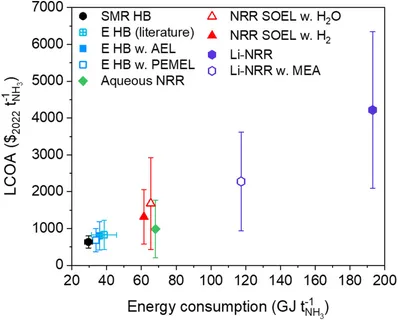 7000
6000
5000
4000
3000
2000
1000
0
LCOA ($2022 t-1NH3)
SMR HB
E HB (literature)
E HB w. AEL
E HB w. PEMEL
Aqueous NRR
NRR SOEL w. H2O
NRR SOEL w. H2
Li-NRR
Li-NRR w. MEA
20 40 60 80 100 120 140 160 180 200
Energy consumption (GJ t-1NH3)